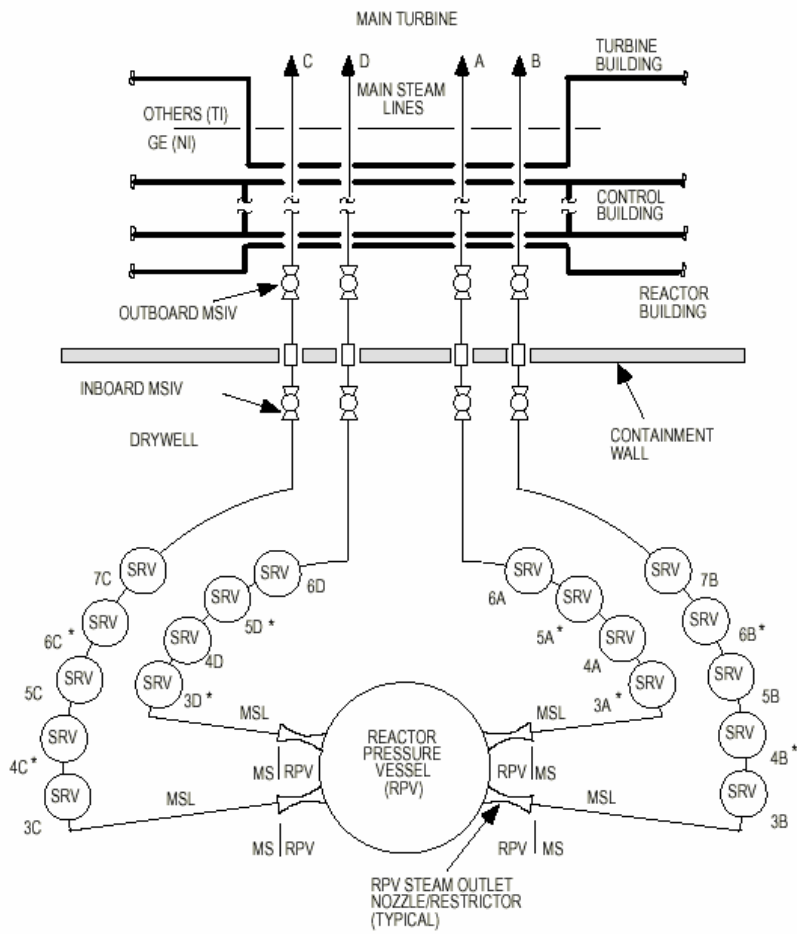 MAIN TURBINE
C
D
A
B
TURBINE
BUILDING
MAIN STEAM
LINES
OTHERS (TI)
GE (NI)
CONTROL
BUILDING
REACTOR
BUILDING
OUTBOARD MSIV
INBOARD MSIV
DRYWELL
CONTAINMENT
WALL
SRV
7C
SRV
6D
SRV
6A
SRV
7B
SRV
6C *
SRV
5D *
SRV
5A *
SRV
6B *
SRV
5C
SRV
4D
SRV
4A
SRV
5B
SRV
3D *
SRV
3A *
SRV
4C *
SRV
4B *
SRV
3C
SRV
3B
MSL
MSL
REACTOR
PRESSURE
VESSEL
(RPV)
MS | RPV
RPV | MS
MSL
MSL
MS | RPV
RPV | MS
RPV STEAM OUTLET
NOZZLE/RESTRICTOR
(TYPICAL)